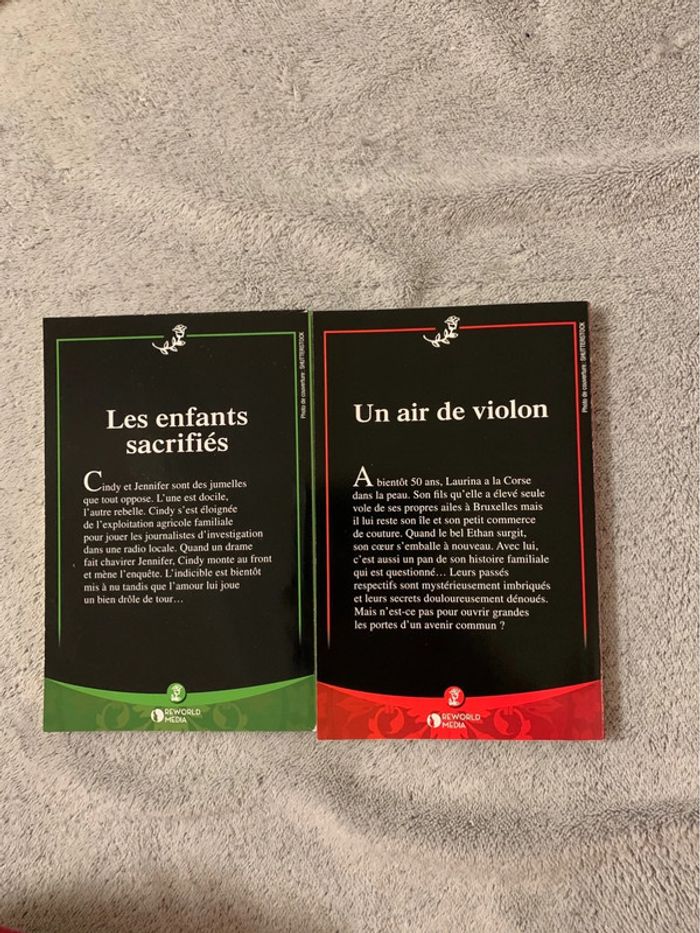 Photo de couverture : SHUTTERSTOCK
Les enfants
sacrifiés
Cindy et Jennifer sont des jumelles
que tout oppose. L'une est docile,
l'autre rebelle. Cindy s'est éloignée
de l'exploitation agricole familiale
pour jouer les journalistes d'investigation
dans une radio locale. Quand un drame
fait chavirer Jennifer, Cindy monte au front
et mène l'enquête. L'indicible est bientôt
mis à nu tandis que l'amour lui joue
un bien drôle de tour…
REWORLD
MEDIA
Photo de couverture : SHUTTERSTOCK
Un air de violon
A bientôt 50 ans, Laurina a la Corse
dans la peau. Son fils qu'elle a élevé seule
vole de ses propres ailes à Bruxelles mais
il lui reste son île et son petit commerce
de couture. Quand le bel Ethan surgit,
son cœur s'emballe à nouveau. Avec lui,
c'est aussi un pan de son histoire familiale
qui est questionné… Leurs passés
respectifs sont mystérieusement imbriqués
et leurs secrets douloureusement dénoués.
Mais n'est-ce pas pour ouvrir grandes
les portes d'un avenir commun ?
REWORLD
MEDIA